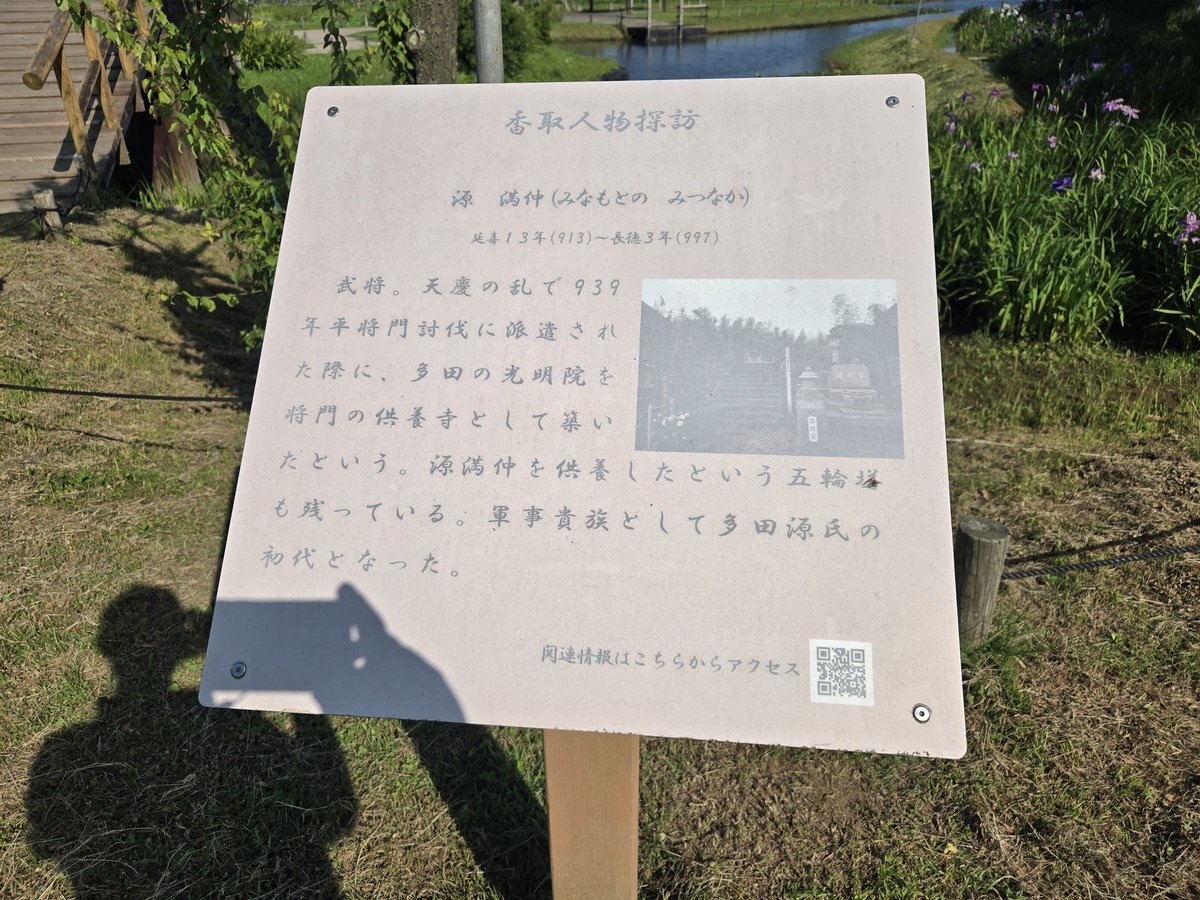 香取人物探訪
源　満仲(みなもとの　みつなか)
延喜13年(913)～長徳3年(997)
武将。天慶の乱で939
年平将門討伐に派遣され
た際に、多田の光明院を
将門の供養寺として築い
たという。源満仲を供養したという五輪塔
も残っている。軍事貴族として多田源氏の
初代となった。
関連情報はこちらからアクセス